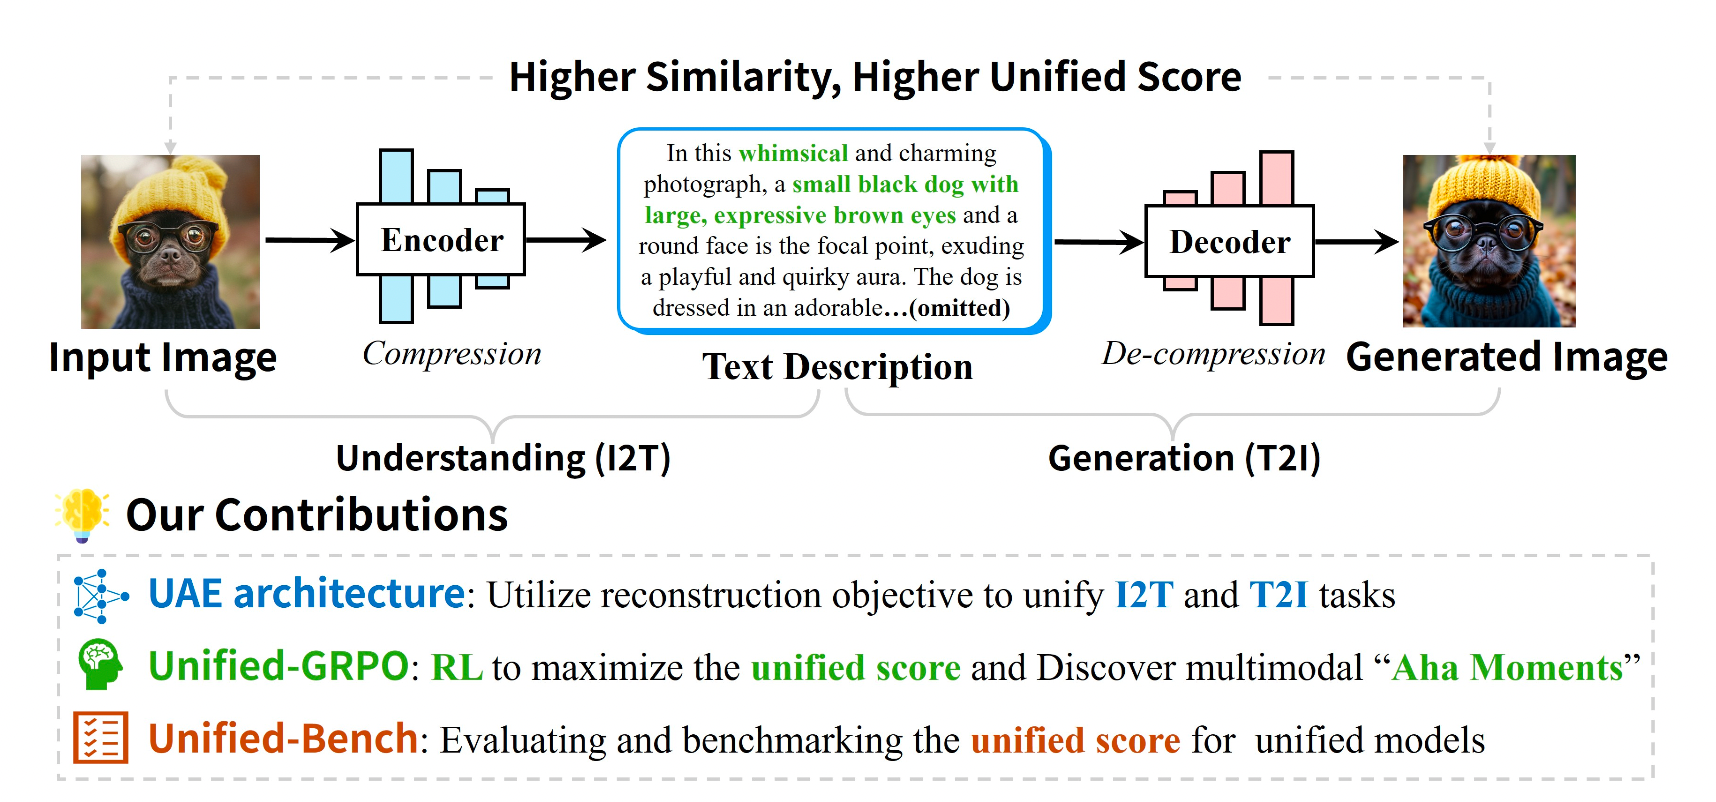 Higher Similarity, Higher Unified Score
In this whimsical and charming
photograph, a small black dog with
large, expressive brown eyes and a
round face is the focal point, exuding
a playful and quirky aura. The dog is
dressed in an adorable...(omitted)
Encoder
Decoder
Input Image
Compression
Text Description
De-compression
Generated Image
Understanding (I2T)
Generation (T2I)
Our Contributions
UAE architecture: Utilize reconstruction objective to unify I2T and T2I tasks
Unified-GRPO: RL to maximize the unified score and Discover multimodal “Aha Moments”
Unified-Bench: Evaluating and benchmarking the unified score for unified models